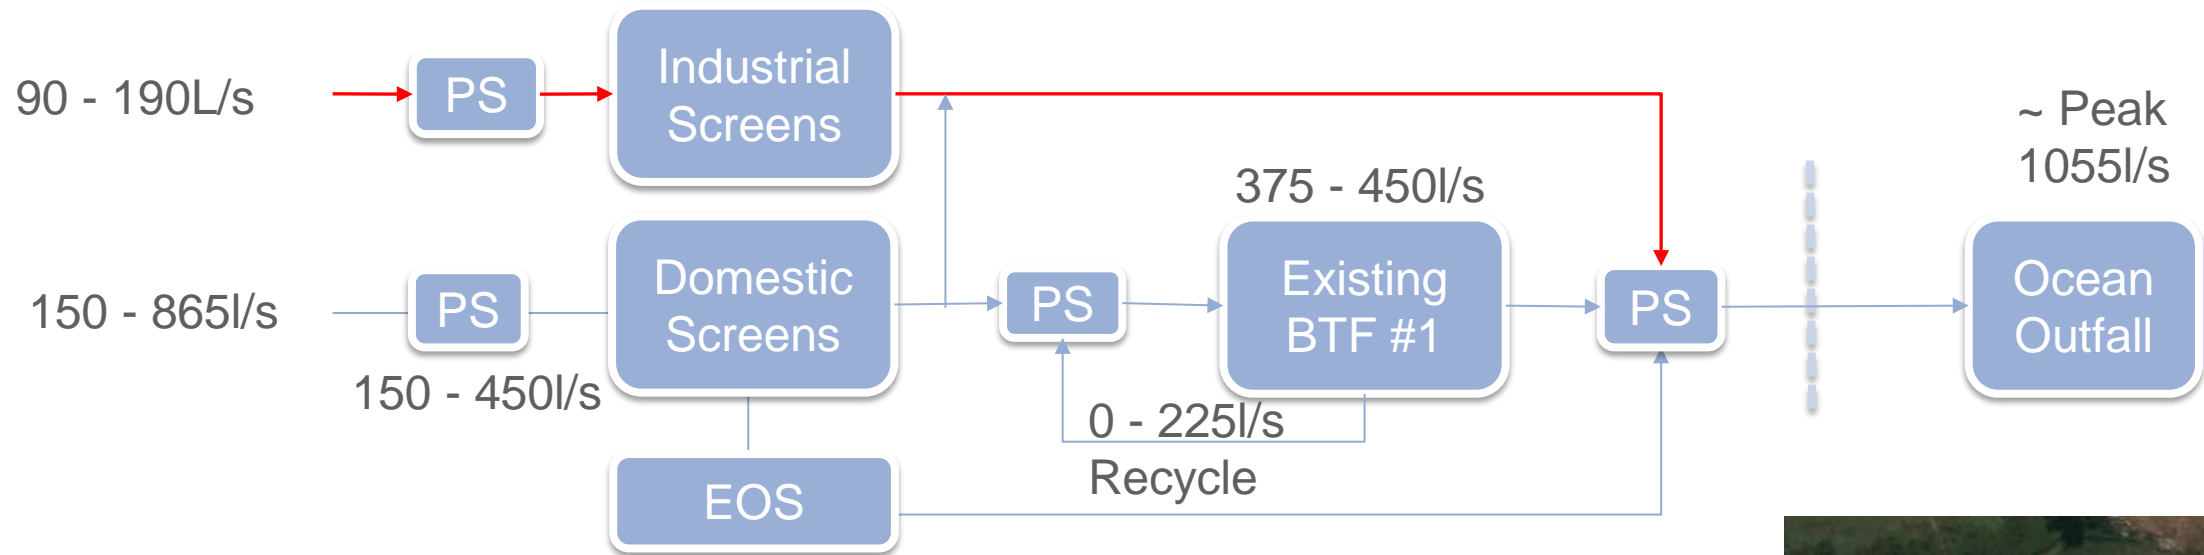 90 - 190L/s
PS
Industrial
Screens
~ Peak
1055l/s
375 - 450l/s
150 - 865l/s
PS
Domestic
Screens
PS
Existing
BTF #1
PS
Ocean
Outfall
150 - 450l/s
0 - 225l/s
Recycle
EOS